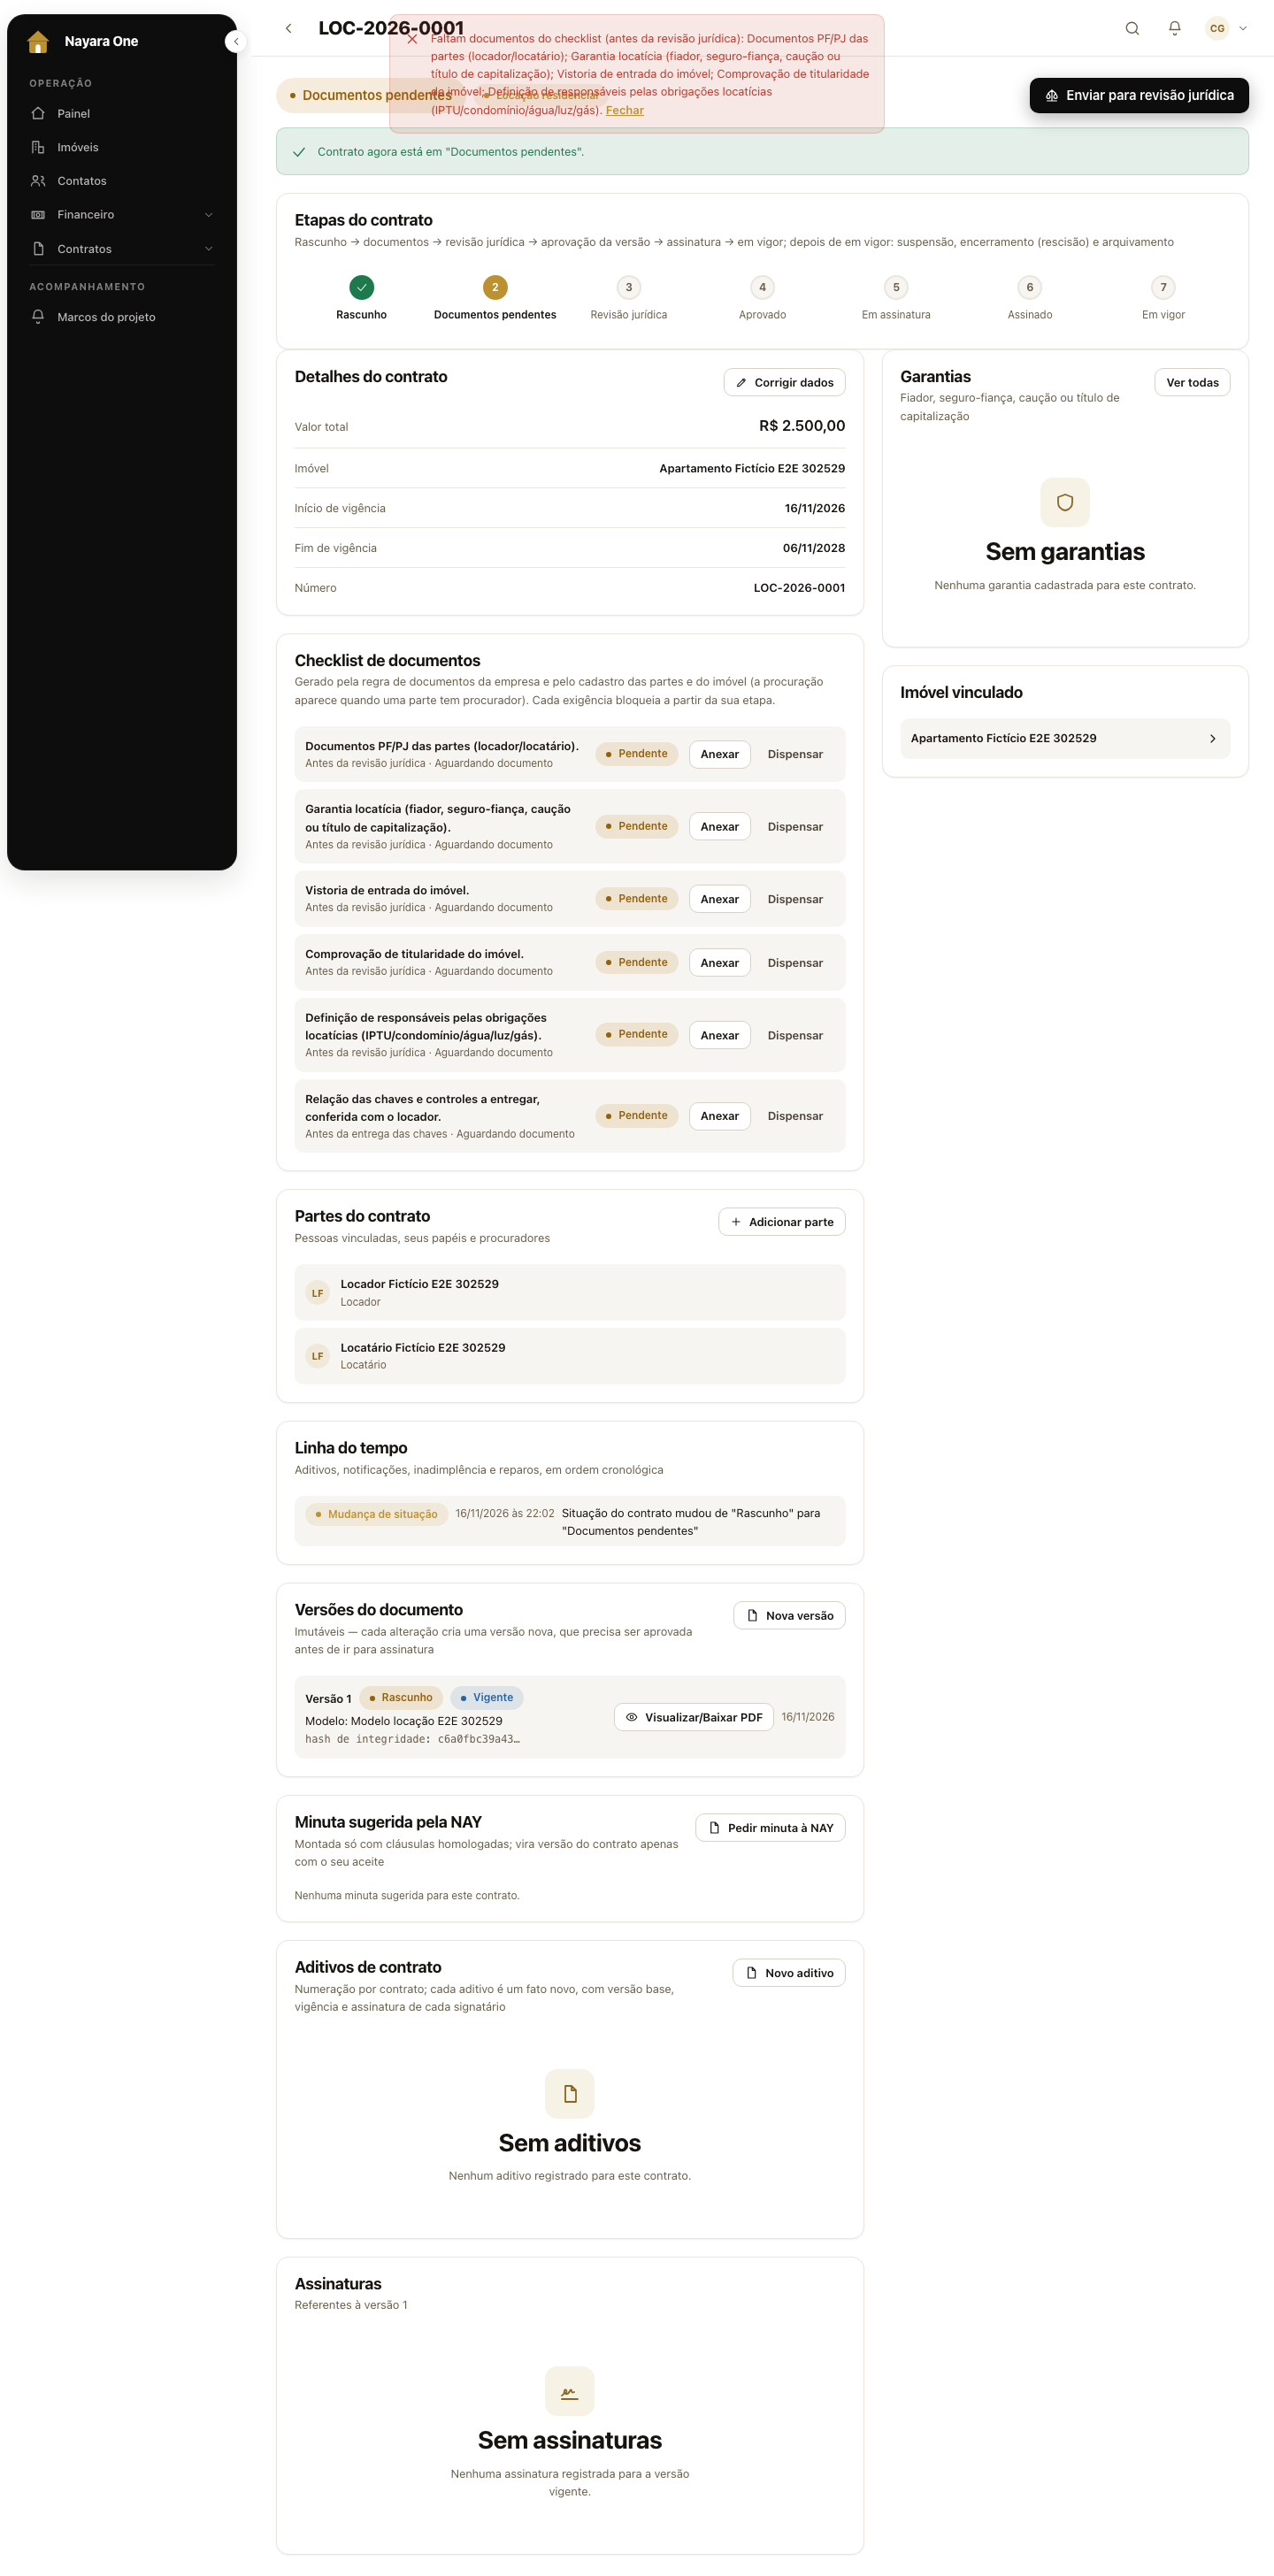 Nayara One
OPERAÇÃO
Painel
Imóveis
Contatos
Financeiro
Contratos
ACOMPANHAMENTO
Marcos do projeto
LOC-2026-0001
CG
Faltam documentos do checklist (antes da revisão jurídica): Documentos PF/PJ das
partes (locador/locatário); Garantia locatícia (fiador, seguro-fiança, caução ou
título de capitalização); Vistoria de entrada do imóvel; Comprovação de titularidade
do imóvel; Definição de responsáveis pelas obrigações locatícias
(IPTU/condomínio/água/luz/gás). Fechar
Documentos pendentes
Locação residencial
Enviar para revisão jurídica
Contrato agora está em "Documentos pendentes".
Etapas do contrato
Rascunho → documentos → revisão jurídica → aprovação da versão → assinatura → em vigor; depois de em vigor: suspensão, encerramento (rescisão) e arquivamento
2 3 4 5 6 7
Rascunho Documentos pendentes Revisão jurídica Aprovado Em assinatura Assinado Em vigor
Detalhes do contrato
Corrigir dados
Valor total R$ 2.500,00
Imóvel Apartamento Fictício E2E 302529
Início de vigência 16/11/2026
Fim de vigência 06/11/2028
Número LOC-2026-0001
Garantias
Ver todas
Fiador, seguro-fiança, caução ou título de
capitalização
Sem garantias
Nenhuma garantia cadastrada para este contrato.
Imóvel vinculado
Apartamento Fictício E2E 302529
Checklist de documentos
Gerado pela regra de documentos da empresa e pelo cadastro das partes e do imóvel (a procuração
aparece quando uma parte tem procurador). Cada exigência bloqueia a partir da sua etapa.
Documentos PF/PJ das partes (locador/locatário).
Antes da revisão jurídica · Aguardando documento
Pendente Anexar Dispensar
Garantia locatícia (fiador, seguro-fiança, caução
ou título de capitalização).
Antes da revisão jurídica · Aguardando documento
Pendente Anexar Dispensar
Vistoria de entrada do imóvel.
Antes da revisão jurídica · Aguardando documento
Pendente Anexar Dispensar
Comprovação de titularidade do imóvel.
Antes da revisão jurídica · Aguardando documento
Pendente Anexar Dispensar
Definição de responsáveis pelas obrigações
locatícias (IPTU/condomínio/água/luz/gás).
Antes da revisão jurídica · Aguardando documento
Pendente Anexar Dispensar
Relação das chaves e controles a entregar,
conferida com o locador.
Antes da entrega das chaves · Aguardando documento
Pendente Anexar Dispensar
Partes do contrato
Adicionar parte
Pessoas vinculadas, seus papéis e procuradores
LF
Locador Fictício E2E 302529
Locador
LF
Locatário Fictício E2E 302529
Locatário
Linha do tempo
Aditivos, notificações, inadimplência e reparos, em ordem cronológica
Mudança de situação 16/11/2026 às 22:02 Situação do contrato mudou de "Rascunho" para
"Documentos pendentes"
Versões do documento
Nova versão
Imutáveis — cada alteração cria uma versão nova, que precisa ser aprovada
antes de ir para assinatura
Versão 1 Rascunho Vigente
Modelo: Modelo locação E2E 302529
hash de integridade: c6a0fbc39a43…
Visualizar/Baixar PDF 16/11/2026
Minuta sugerida pela NAY
Pedir minuta à NAY
Montada só com cláusulas homologadas; vira versão do contrato apenas
com o seu aceite
Nenhuma minuta sugerida para este contrato.
Aditivos de contrato
Novo aditivo
Numeração por contrato; cada aditivo é um fato novo, com versão base,
vigência e assinatura de cada signatário
Sem aditivos
Nenhum aditivo registrado para este contrato.
Assinaturas
Referentes à versão 1
Sem assinaturas
Nenhuma assinatura registrada para a versão
vigente.